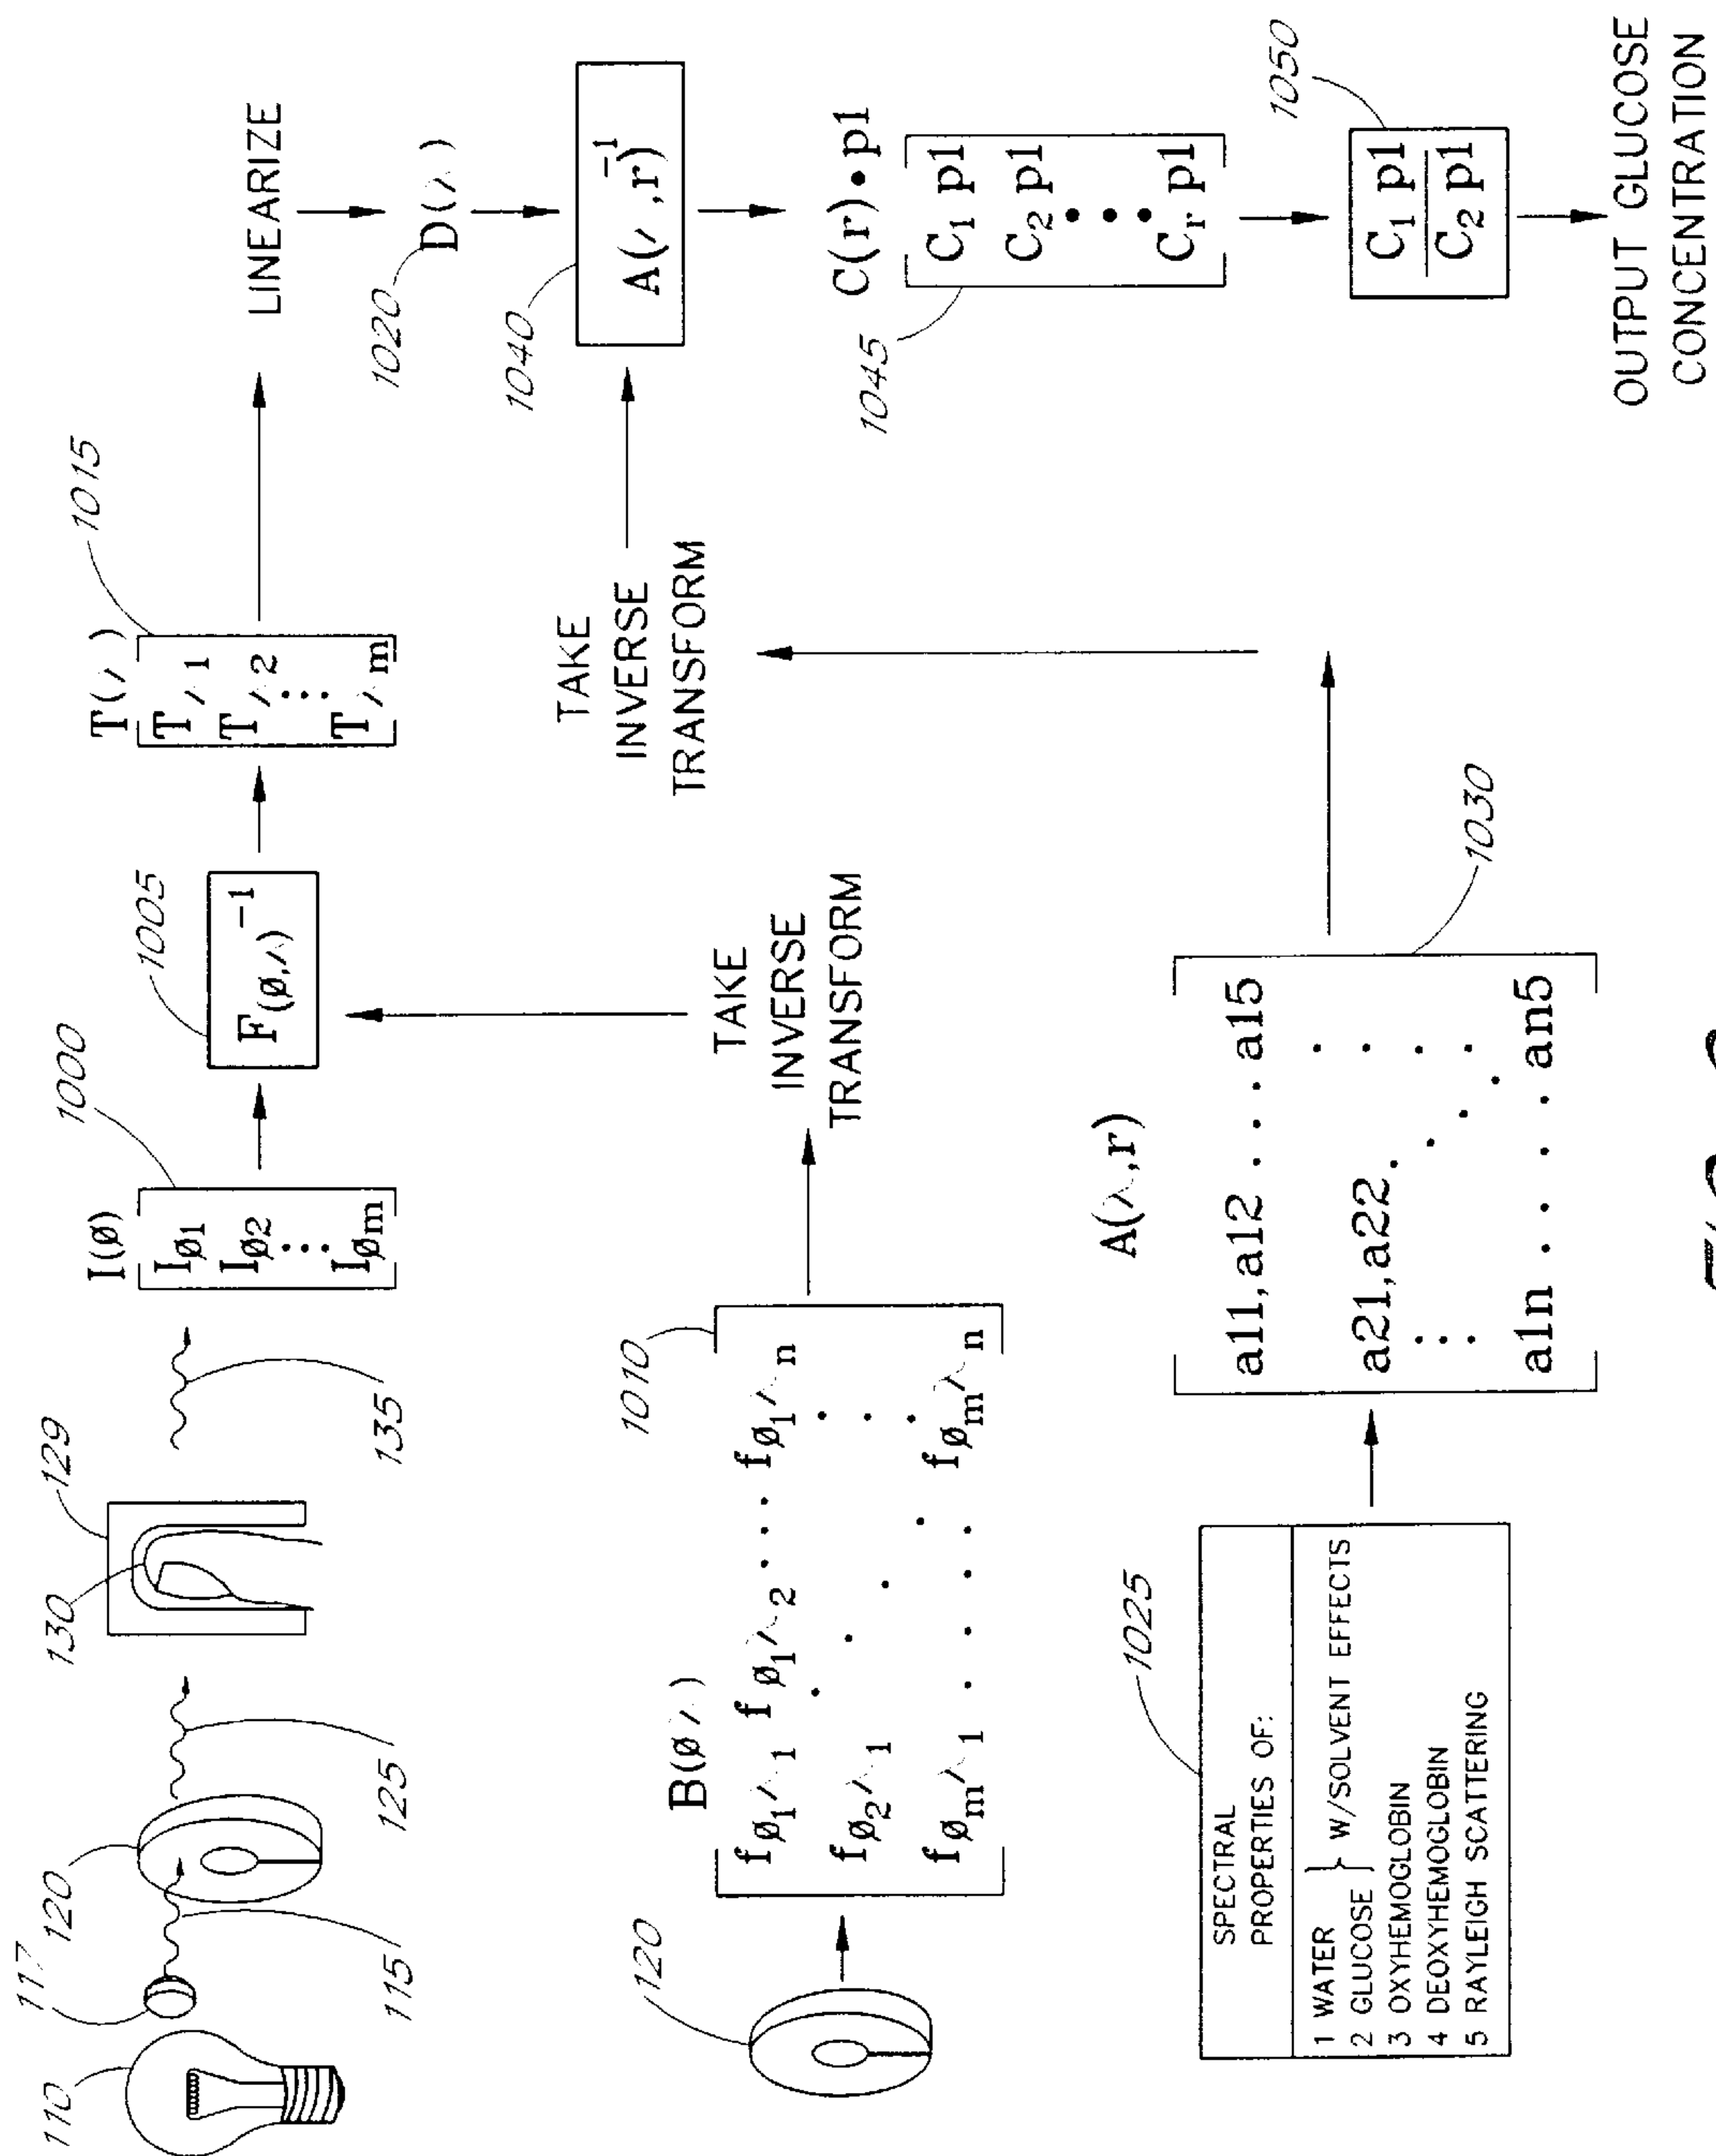 110
117
120
115
125
130
129
135
I(ø)
Iø1
Iø2
Iøm
1000
F(ø,λ)⁻¹
1005
T(λ)
Tλ1
Tλ2
Tλm
1015
LINEARIZE
1020
D(λ)
120
B(øλ)
fø1λ1 fø1λ2 ... fø1λn
fø2λ1
fømλ1 . . . . fømλn
1010
TAKE
INVERSE
TRANSFORM
TAKE
INVERSE
TRANSFORM
1040
A(λ,r)⁻¹
C(r)•p1
C1 p1
C2 p1
Cr p1
1045
C1 p1
C2 p1
1050
OUTPUT GLUCOSE
CONCENTRATION
1025
SPECTRAL
PROPERTIES OF:
1 WATER
2 GLUCOSE } W/SOLVENT EFFECTS
3 OXYHEMOGLOBIN
4 DEOXYHEMOGLOBIN
5 RAYLEIGH SCATTERING
A(λ,r)
a11,a12 . . . a15
a21,a22.
a1n . . . . an5
1030